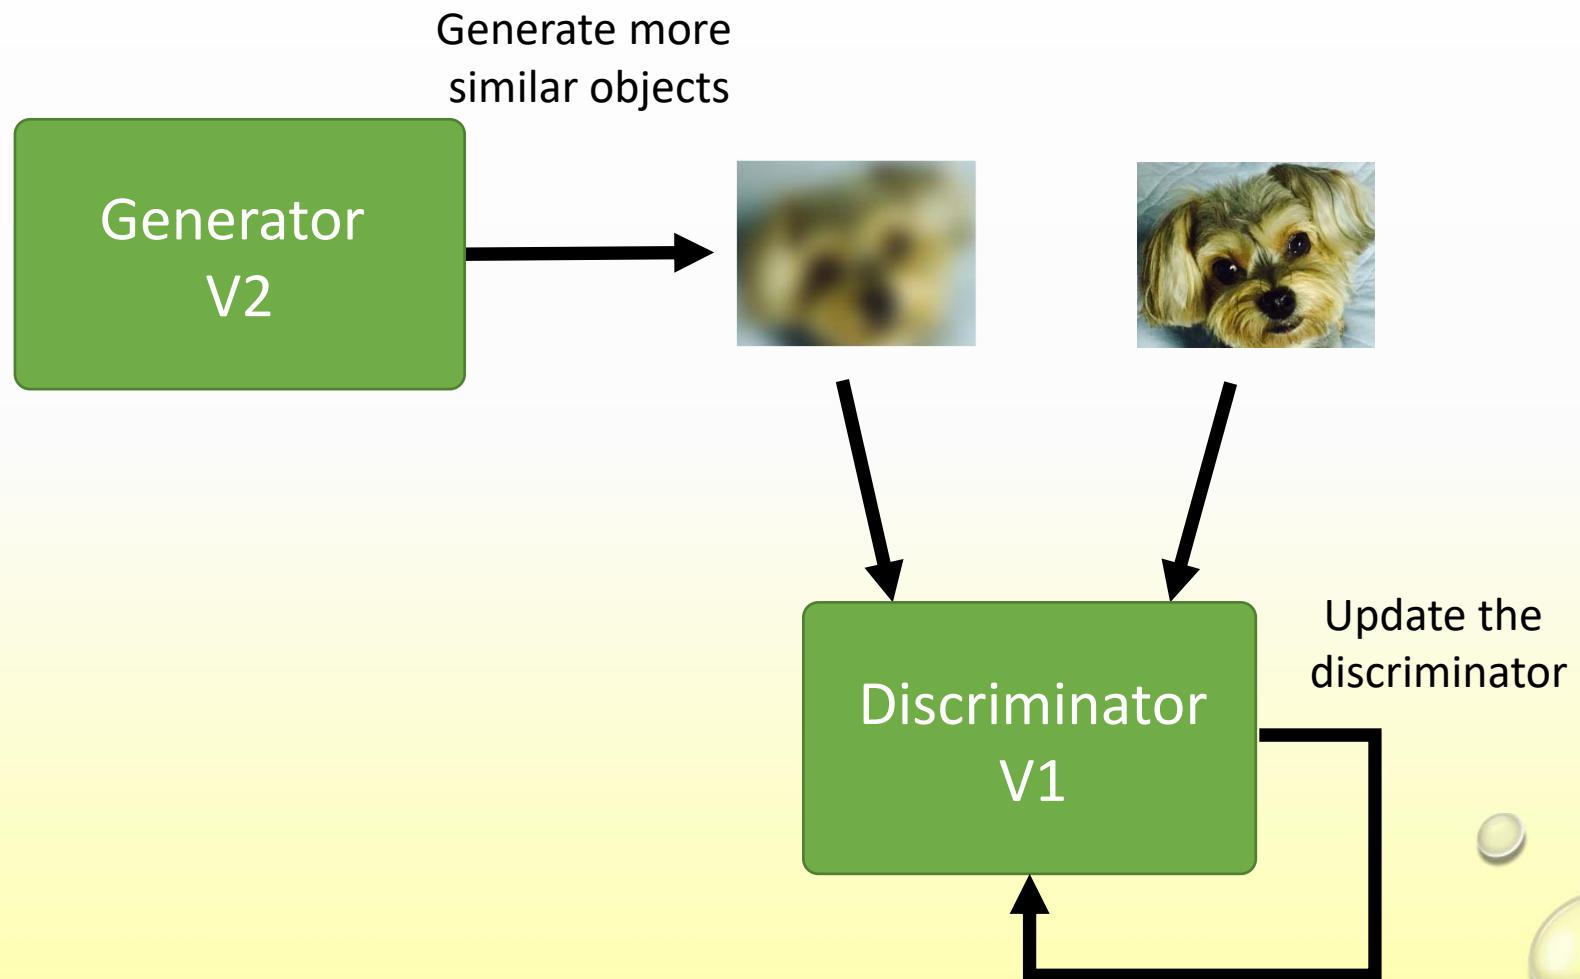 Generate more
similar objects
Generator
V2
Update the
discriminator
Discriminator
V1